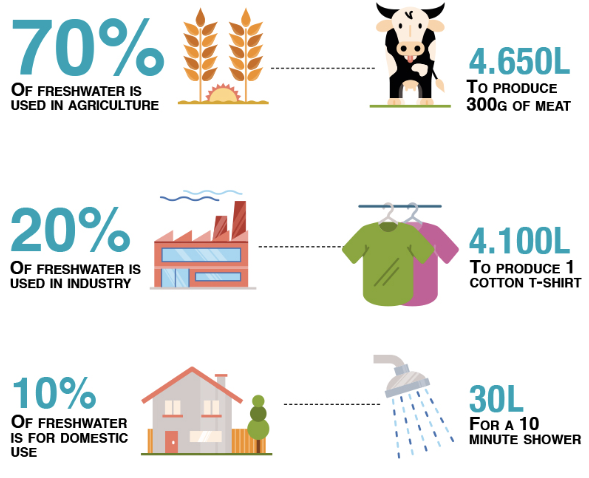 70%
OF FRESHWATER IS
USED IN AGRICULTURE
4.650L
TO PRODUCE
300G OF MEAT
20%
OF FRESHWATER IS
USED IN INDUSTRY
4.100L
TO PRODUCE 1
COTTON T-SHIRT
10%
OF FRESHWATER
IS FOR DOMESTIC
USE
30L
FOR A 10
MINUTE SHOWER